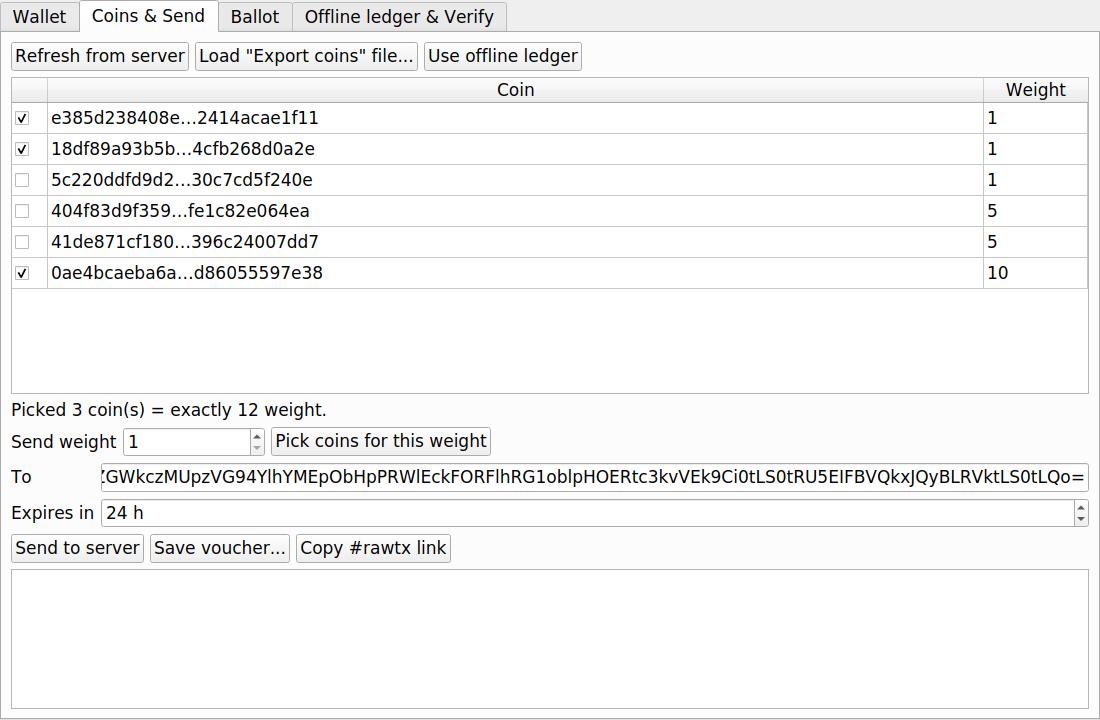 Wallet Coins & Send Ballot Offline ledger & Verify
Refresh from server Load "Export coins" file... Use offline ledger
Coin Weight
e385d238408e...2414acae1f11 1
18df89a93b5b...4cfb268d0a2e 1
5c220ddfd9d2...30c7cd5f240e 1
404f83d9f359...fe1c82e064ea 5
41de871cf180...396c24007dd7 5
0ae4bcaeba6a...d86055597e38 10
Picked 3 coin(s) = exactly 12 weight.
Send weight 1 Pick coins for this weight
To ZGWkczMUpzVG94YlhYMEpObHpPRWlEckFORFlhRG1oblpHOERtc3kvVEk9Ci0tLS0tRU5EIFBVQkxJQyBLRVktLS0tLQo=
Expires in 24 h
Send to server Save voucher... Copy #rawtx link